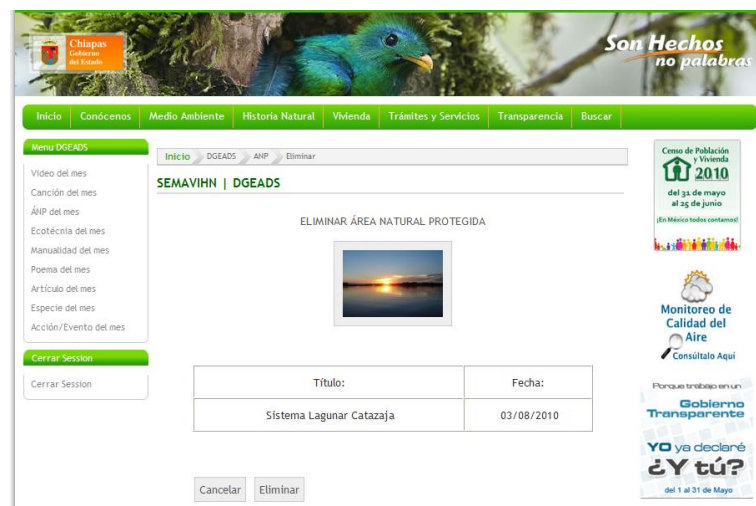 Chiapas
Gobierno
del Estado
Son Hechos
no palabras
Inicio Conócenos Medio Ambiente Historia Natural Vivienda Trámites y Servicios Transparencia Buscar
Menu DGEADS
Video del mes
Canción del mes
ÁNP del mes
Ecotécnia del mes
Manualidad del mes
Poema del mes
Artículo del mes
Especie del mes
Acción/Evento del mes
Cerrar Session
Cerrar Session
Inicio DGEADS ANP Eliminar
SEMAVIHN | DGEADS
ELIMINAR ÁREA NATURAL PROTEGIDA
Título: Fecha:
Sistema Lagunar Catazaja 03/08/2010
Cancelar Eliminar
Censo de Población
y Vivienda
2010
del 31 de mayo
al 25 de junio
¡En México todos contamos!
Monitoreo de
Calidad del
Aire
Consúltalo Aquí
Porque trabajo en un
Gobierno
Transparente
YO ya declaré
¿Y tú?
del 1 al 31 de Mayo